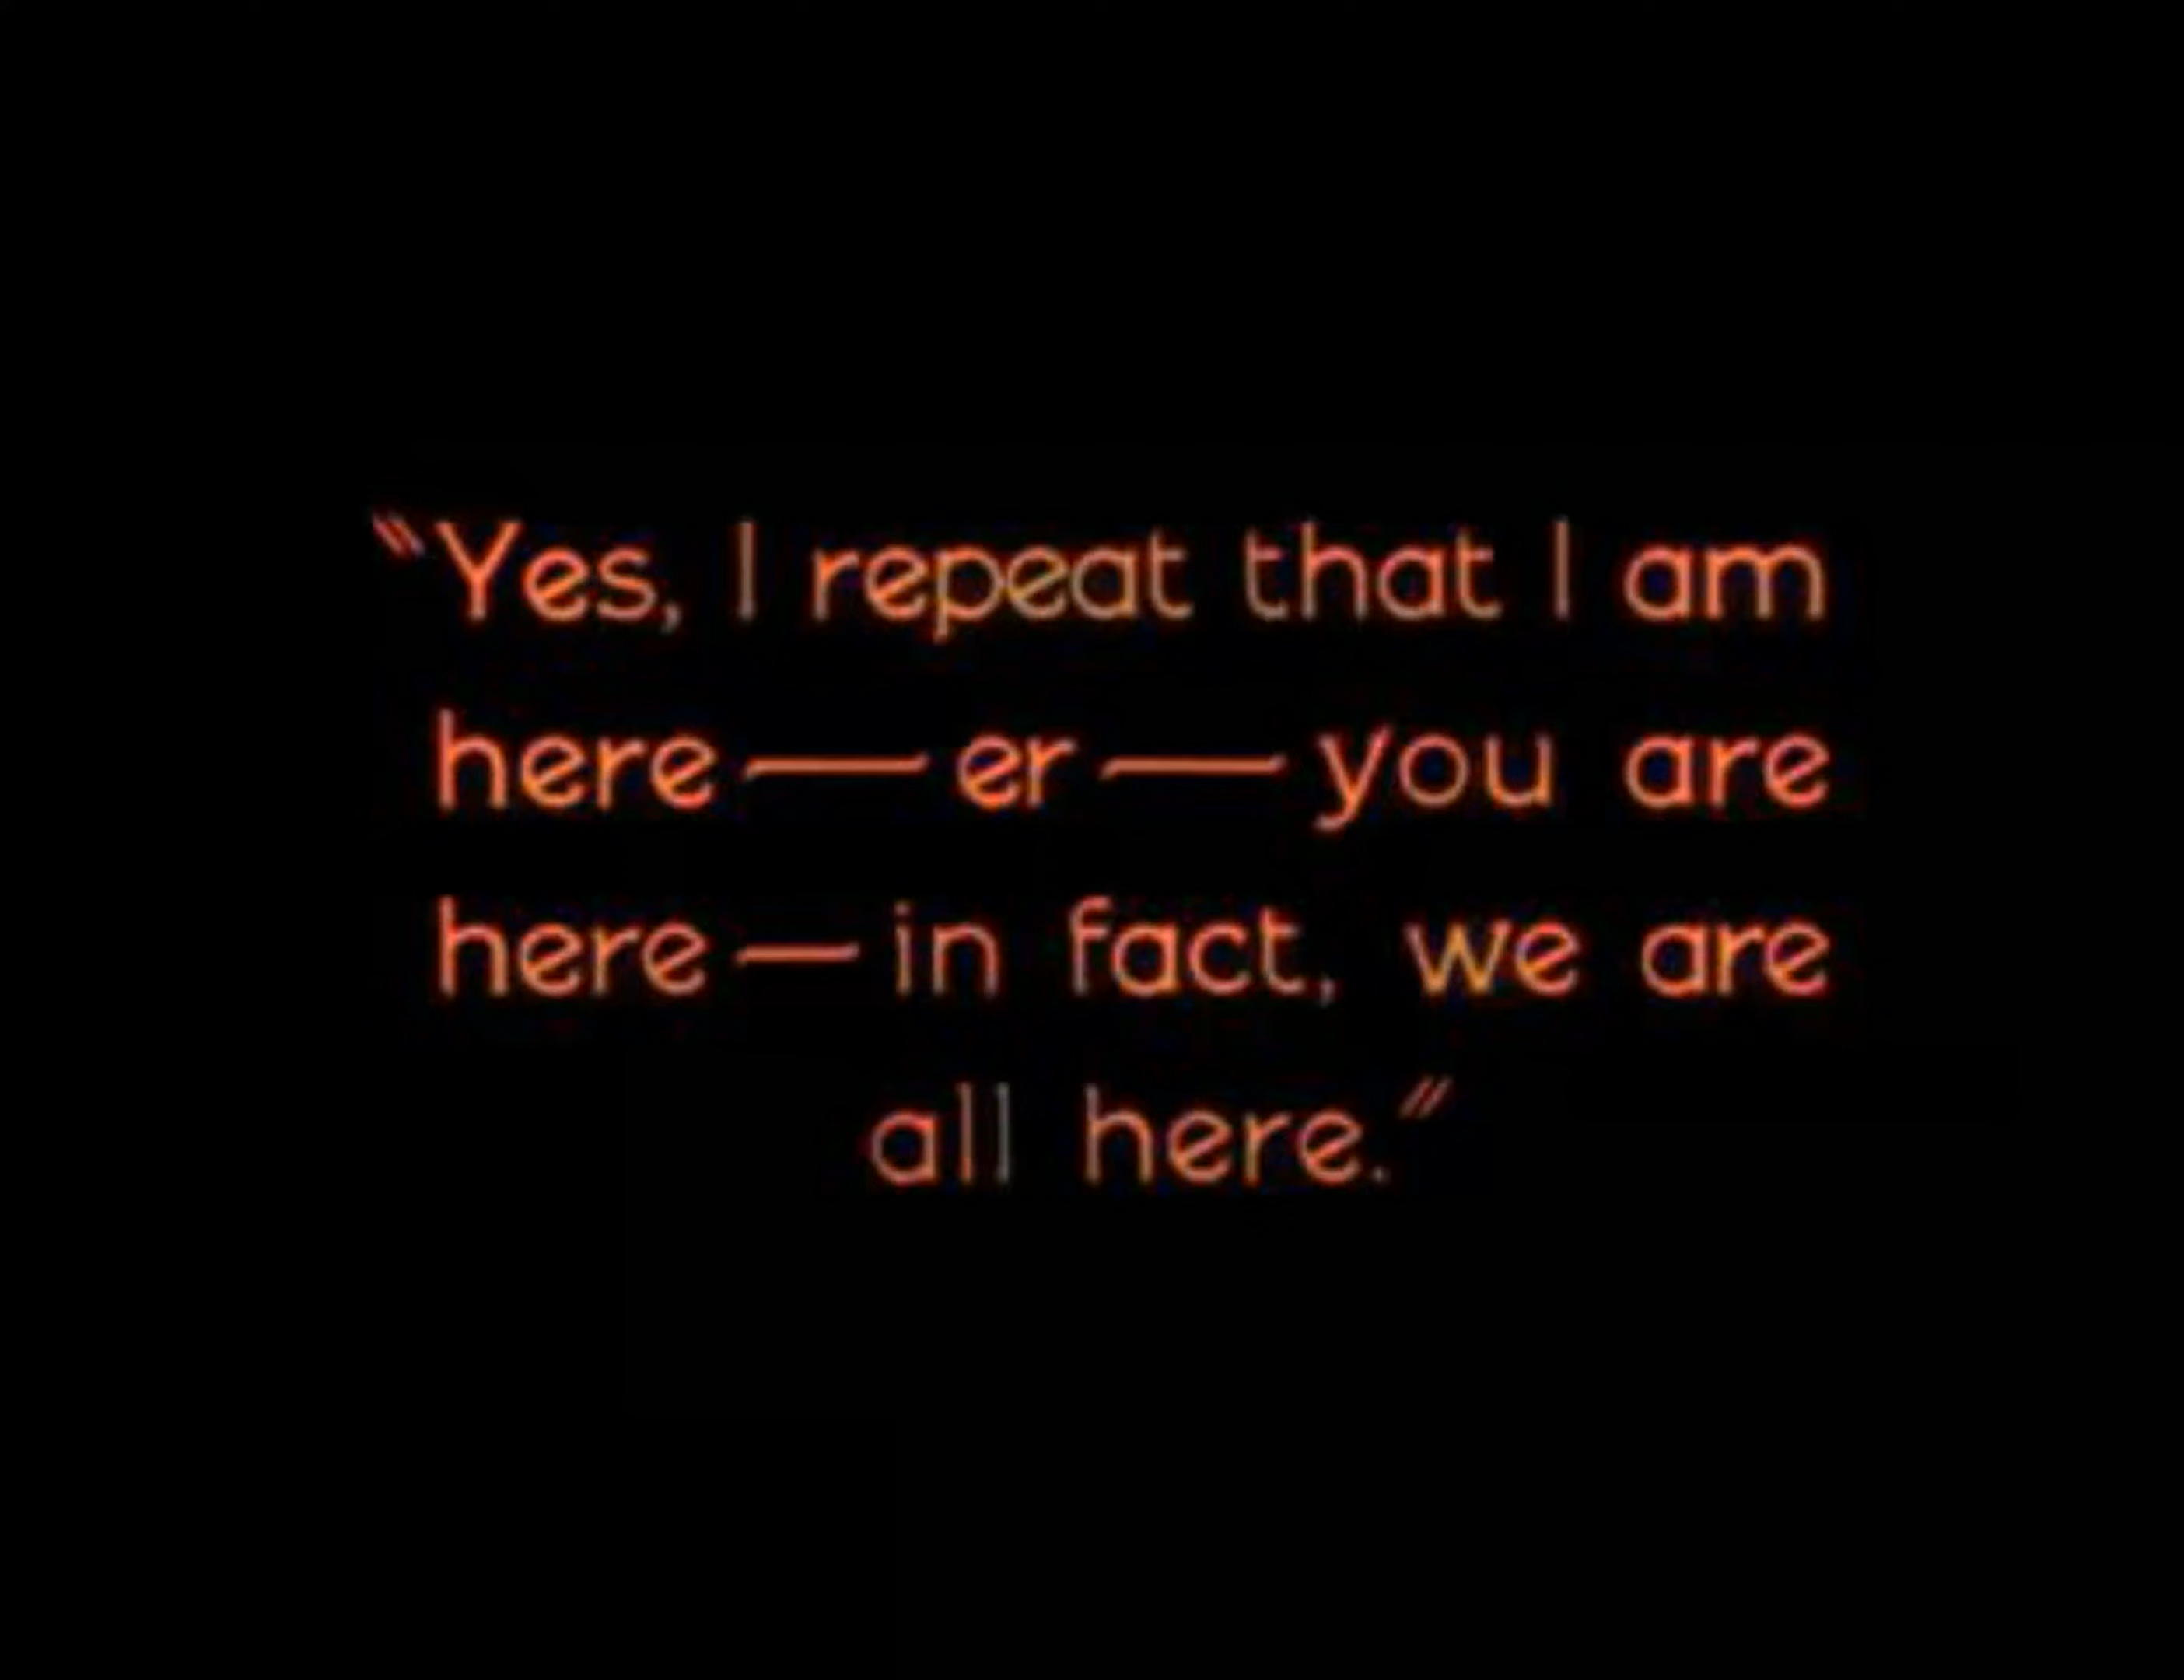 “Yes, I repeat that I am
here — er — you are
here — in fact, we are
all here.”